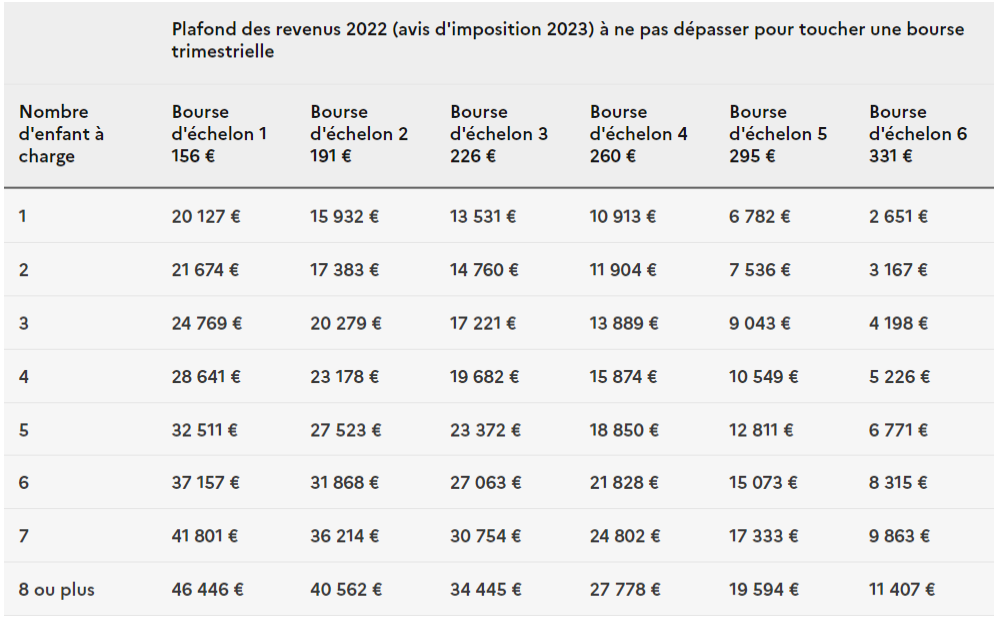 Plafond des revenus 2022 (avis d'imposition 2023) à ne pas dépasser pour toucher une bourse
trimestrielle
Nombre d'enfant à charge Bourse d'échelon 1 156 € Bourse d'échelon 2 191 € Bourse d'échelon 3 226 € Bourse d'échelon 4 260 € Bourse d'échelon 5 295 € Bourse d'échelon 6 331 €
1 20 127 € 15 932 € 13 531 € 10 913 € 6 782 € 2 651 €
2 21 674 € 17 383 € 14 760 € 11 904 € 7 536 € 3 167 €
3 24 769 € 20 279 € 17 221 € 13 889 € 9 043 € 4 198 €
4 28 641 € 23 178 € 19 682 € 15 874 € 10 549 € 5 226 €
5 32 511 € 27 523 € 23 372 € 18 850 € 12 811 € 6 771 €
6 37 157 € 31 868 € 27 063 € 21 828 € 15 073 € 8 315 €
7 41 801 € 36 214 € 30 754 € 24 802 € 17 333 € 9 863 €
8 ou plus 46 446 € 40 562 € 34 445 € 27 778 € 19 594 € 11 407 €